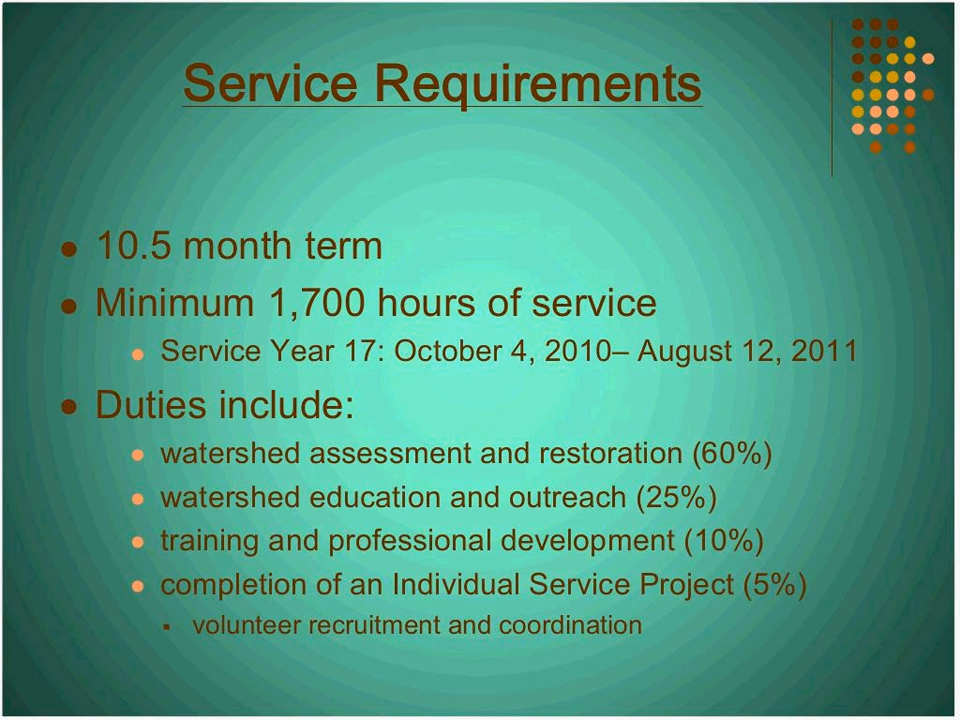 Service Requirements
10.5 month term
Minimum 1,700 hours of service
Service Year 17: October 4, 2010– August 12, 2011
Duties include:
watershed assessment and restoration (60%)
watershed education and outreach (25%)
training and professional development (10%)
completion of an Individual Service Project (5%)
volunteer recruitment and coordination